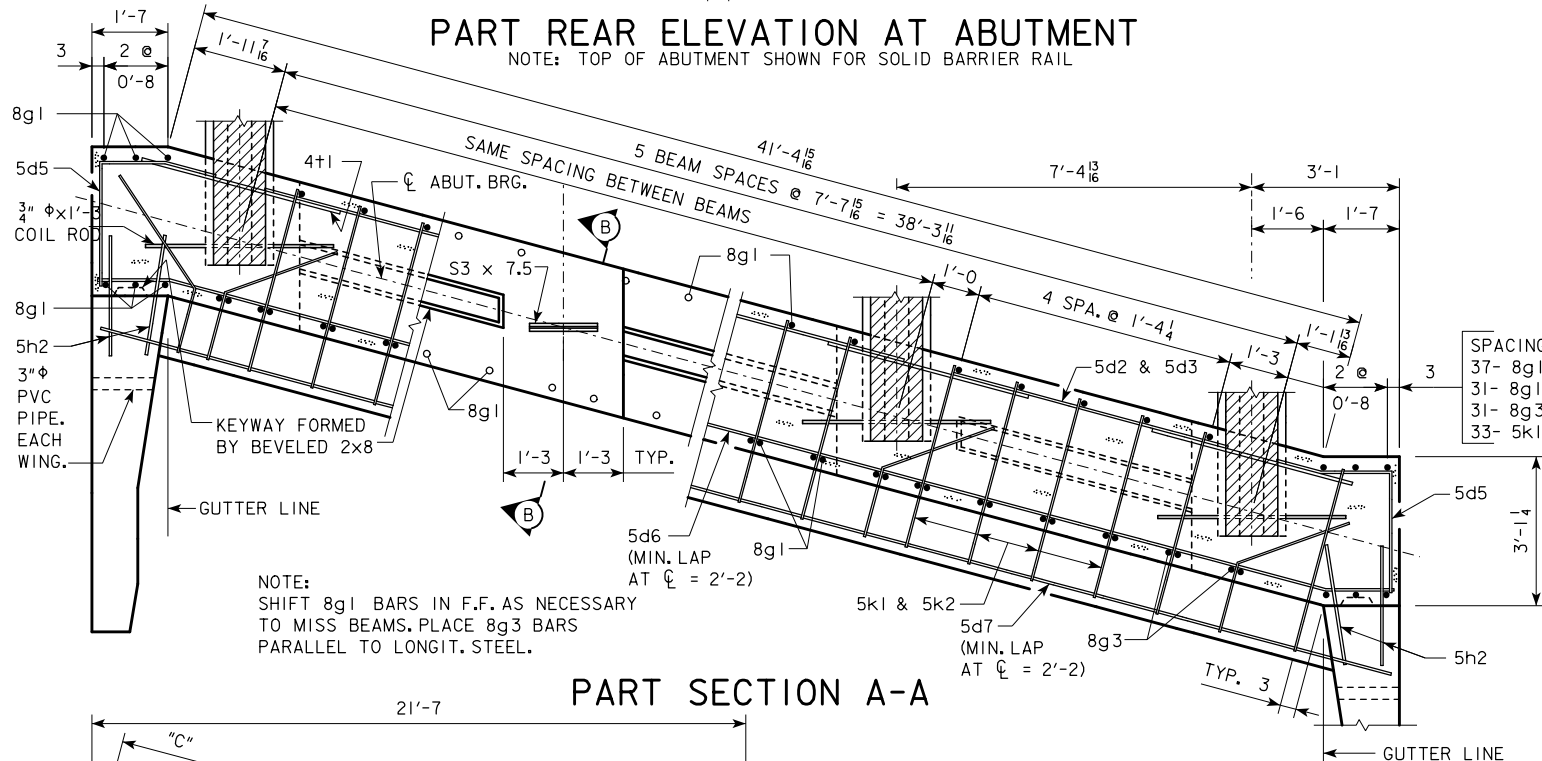 PART REAR ELEVATION AT ABUTMENT
NOTE: TOP OF ABUTMENT SHOWN FOR SOLID BARRIER RAIL
1'-7
3
2 @
0'-8
1'-11 7/16
41'-4 15/16
5 BEAM SPACES @ 7'-7 15/16 = 38'-3 11/16
SAME SPACING BETWEEN BEAMS
7'-4 13/16
3'-1
1'-6
1'-7
8g1
5d5
4t1
℄ ABUT. BRG.
3/4" ϕx1'-3
COIL ROD
B
S3 x 7.5
8g1
1'-0
4 SPA. @ 1'-4 1/4
1'-1 13/16
1'-3
2 @
0'-8
3
SPACING
37- 8g1
31- 8g1
31- 8g3
33- 5k1
8g1
5h2
3"ϕ
PVC
PIPE.
EACH
WING.
KEYWAY FORMED
BY BEVELED 2x8
8g1
5d2 & 5d3
1'-3
1'-3
TYP.
B
GUTTER LINE
5d6
(MIN. LAP
AT ℄ = 2'-2)
8g1
5d5
3'-1 1/4
NOTE:
SHIFT 8g1 BARS IN F.F. AS NECESSARY
TO MISS BEAMS. PLACE 8g3 BARS
PARALLEL TO LONGIT. STEEL.
5k1 & 5k2
5d7
(MIN. LAP
AT ℄ = 2'-2)
8g3
5h2
TYP. 3
PART SECTION A-A
21'-7
"C"
GUTTER LINE